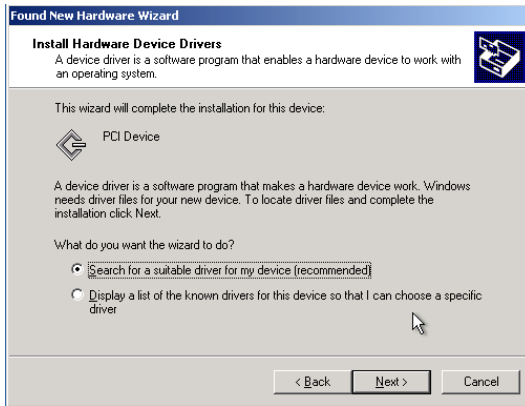 Found New Hardware Wizard
Install Hardware Device Drivers
A device driver is a software program that enables a hardware device to work with
an operating system.
This wizard will complete the installation for this device:
PCI Device
A device driver is a software program that makes a hardware device work. Windows
needs driver files for your new device. To locate driver files and complete the
installation click Next.
What do you want the wizard to do?
Search for a suitable driver for my device (recommended)
Display a list of the known drivers for this device so that I can choose a specific
driver
< Back
Next >
Cancel